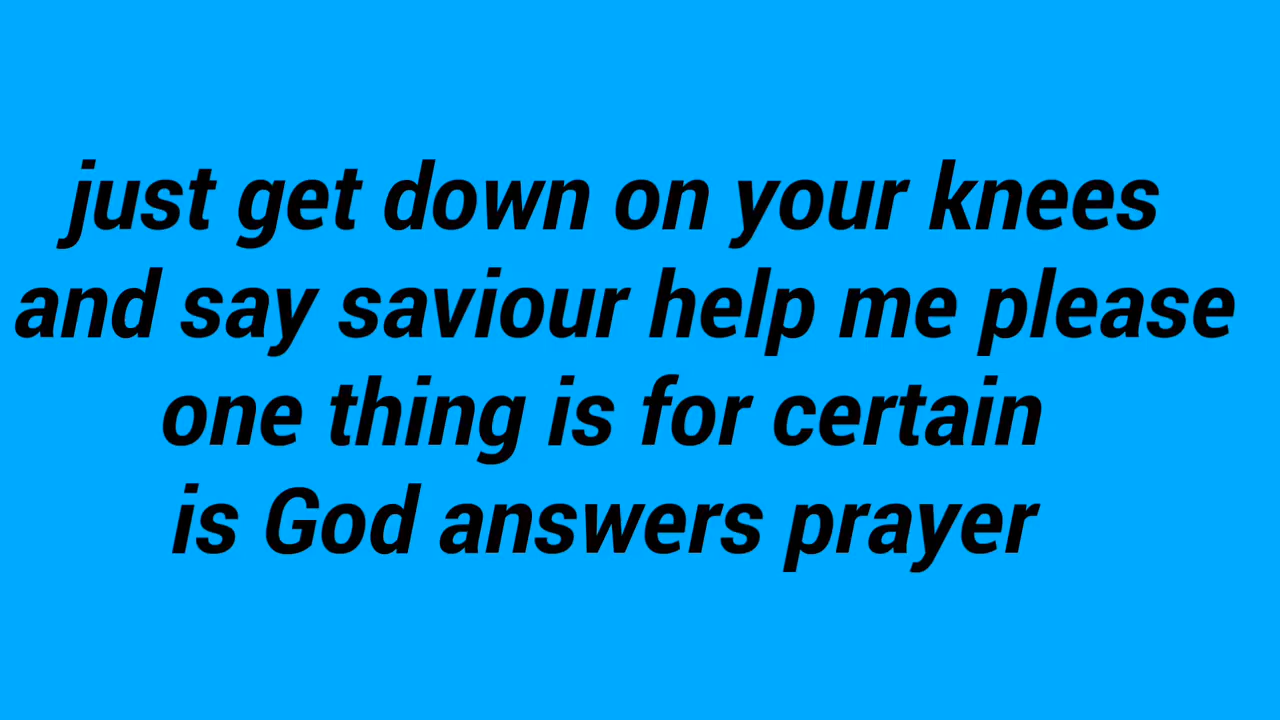 just get down on your knees
and say saviour help me please
one thing is for certain
is God answers prayer